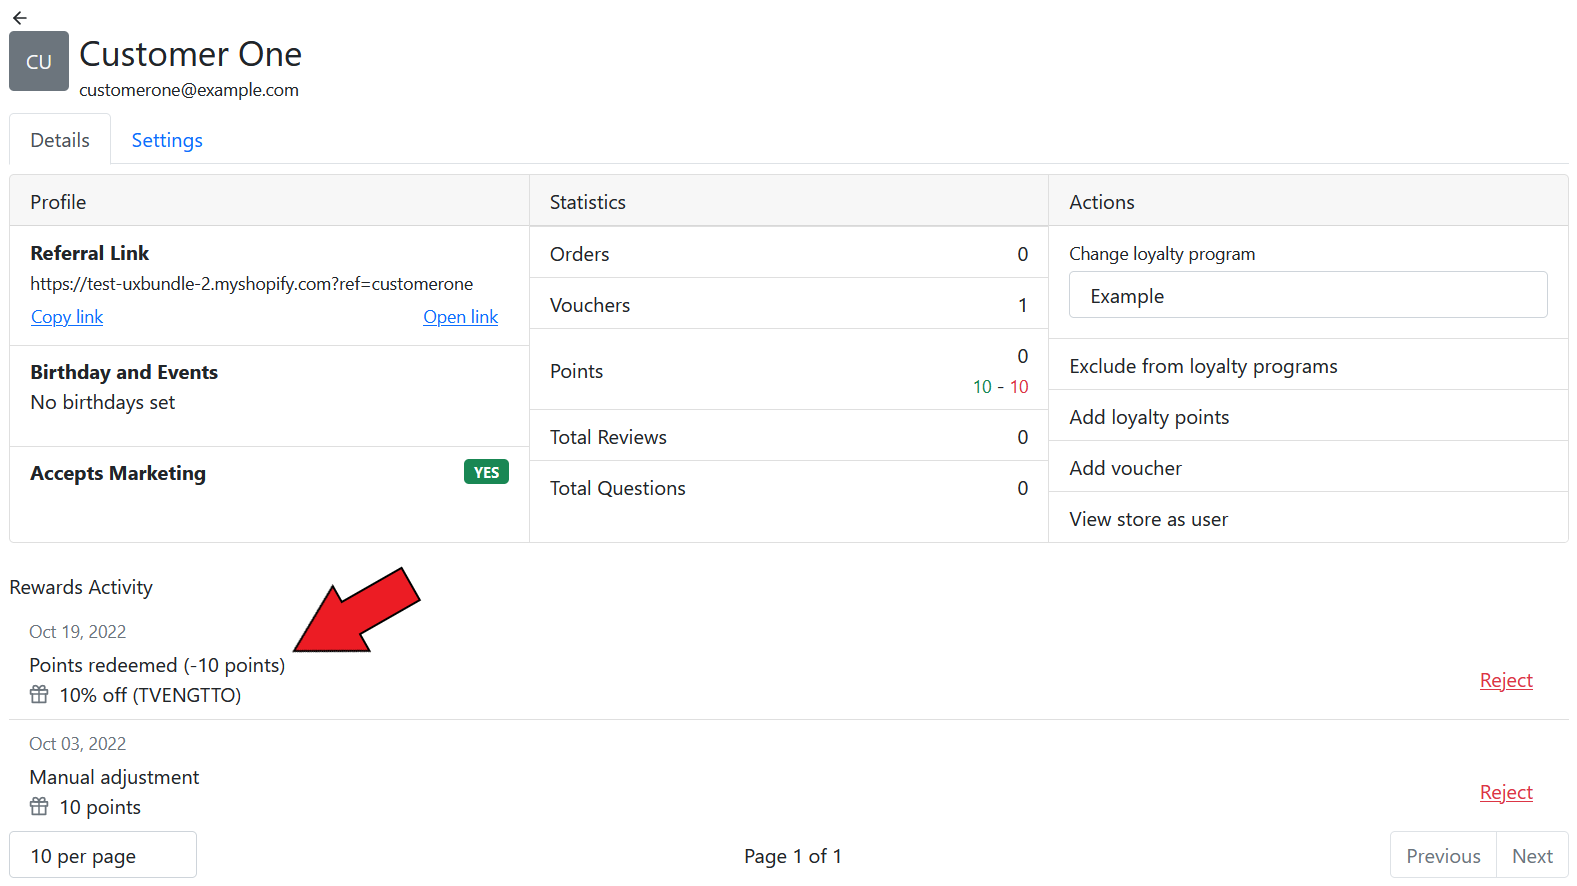 CU
Customer One
customerone@example.com
Details
Settings
Profile
Referral Link
https://test-uxbundle-2.myshopify.com?ref=customerone
Copy link
Open link
Birthday and Events
No birthdays set
Accepts Marketing
YES
Statistics
Orders 0
Vouchers 1
Points 0
10 - 10
Total Reviews 0
Total Questions 0
Actions
Change loyalty program
Example
Exclude from loyalty programs
Add loyalty points
Add voucher
View store as user
Rewards Activity
Oct 19, 2022
Points redeemed (-10 points)
10% off (TVENGTTO)
Reject
Oct 03, 2022
Manual adjustment
10 points
Reject
10 per page
Page 1 of 1
Previous
Next